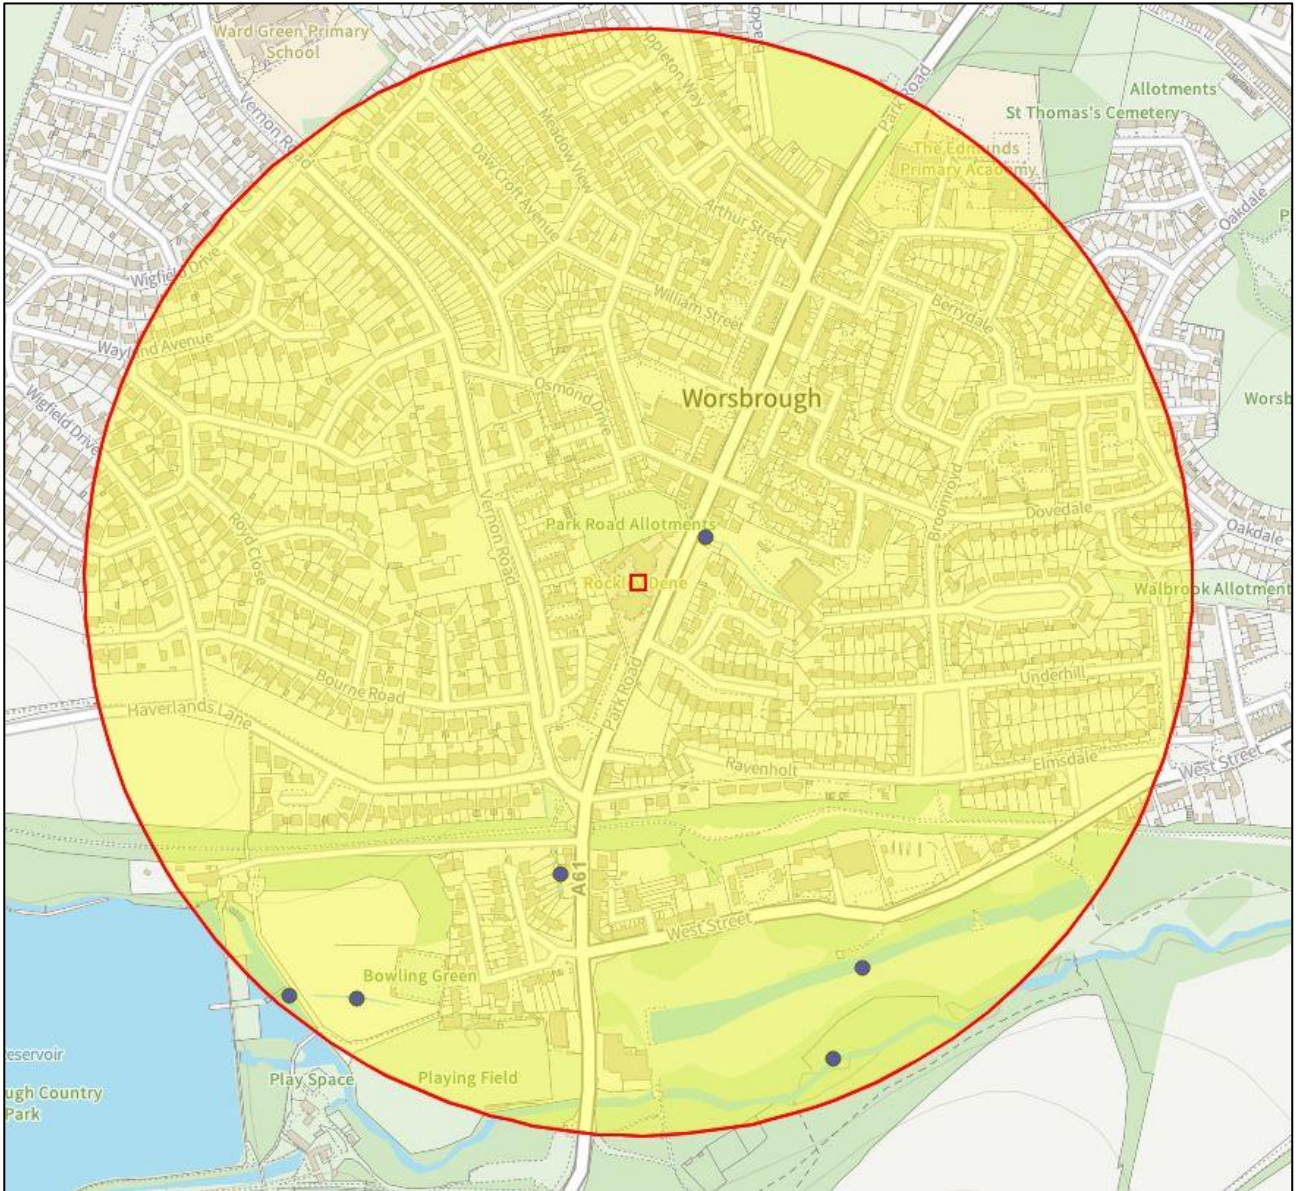 Ward Green Primary
School
Vernon Road
Appleton Way
Park Road
Allotments
St Thomas's Cemetery
The Edmunds
Primary Academy
Meadow View
Daw Croft Avenue
Arthur Street
Oakdale
Wigfield Drive
William Street
Berrydale
Wayland Avenue
Osmond Drive
Worsbrough
Worsb
Wigfield Drive
Vernon Road
Broomroyd
Park Road Allotments
Dovedale
Oakdale
Royd Close
Rockley Dene
Walbrook Allotment
Bourne Road
Underhill
Haverlands Lane
Park Road
Ravenholt
Elmsdale
West Street
A61
West Street
Bowling Green
eservoir
Play Space
Playing Field
ugh Country
Park
A61